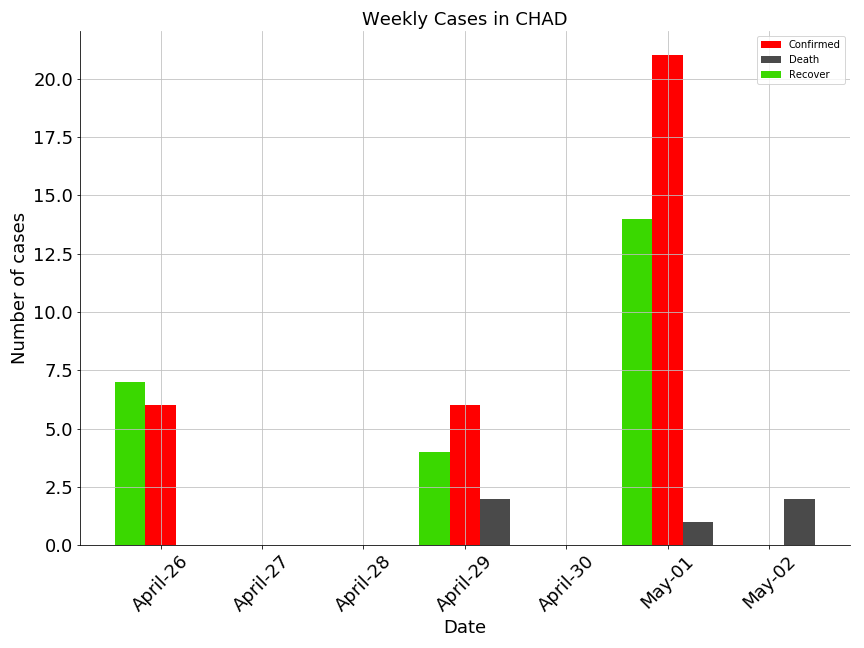 Weekly Cases in CHAD
Confirmed
Death
Recover
Number of cases
20.0
17.5
15.0
12.5
10.0
7.5
5.0
2.5
0.0
April-26
April-27
April-28
April-29
April-30
May-01
May-02
Date